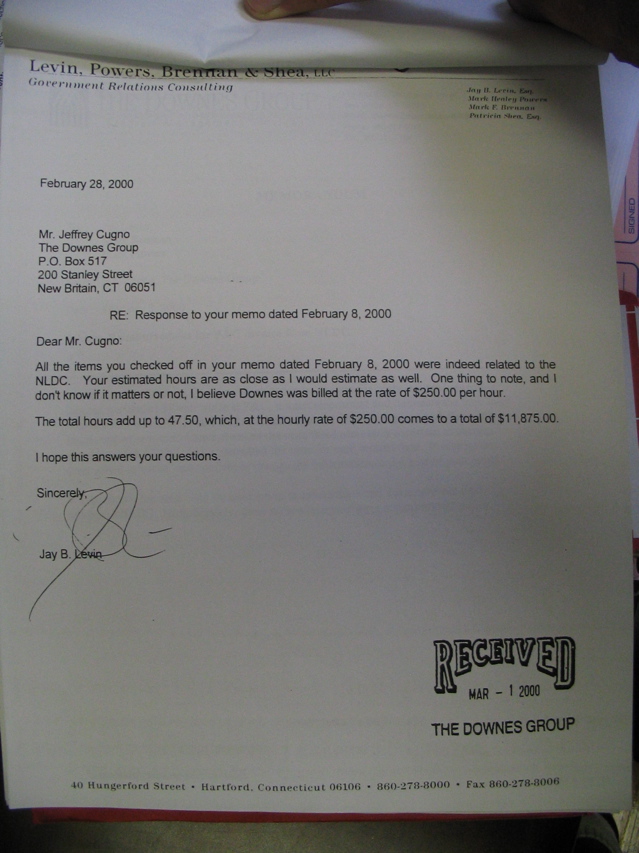 Levin, Powers, Brennan & Shea, LLC
Government Relations Consulting
Jay B. Levin, Esq.
Mark Henley Powers
Mark F. Brennan
Patricia Shea, Esq.
February 28, 2000
Mr. Jeffrey Cugno
The Downes Group
P.O. Box 517
200 Stanley Street
New Britain, CT 06051
RE: Response to your memo dated February 8, 2000
Dear Mr. Cugno:
All the items you checked off in your memo dated February 8, 2000 were indeed related to the
NLDC. Your estimated hours are as close as I would estimate as well. One thing to note, and I
don't know if it matters or not, I believe Downes was billed at the rate of $250.00 per hour.
The total hours add up to 47.50, which, at the hourly rate of $250.00 comes to a total of $11,875.00.
I hope this answers your questions.
Sincerely,
Jay B. Levin
RECEIVED
MAR - 1 2000
THE DOWNES GROUP
40 Hungerford Street • Hartford, Connecticut 06106 • 860-278-8000 • Fax 860-278-8006
SIGNED